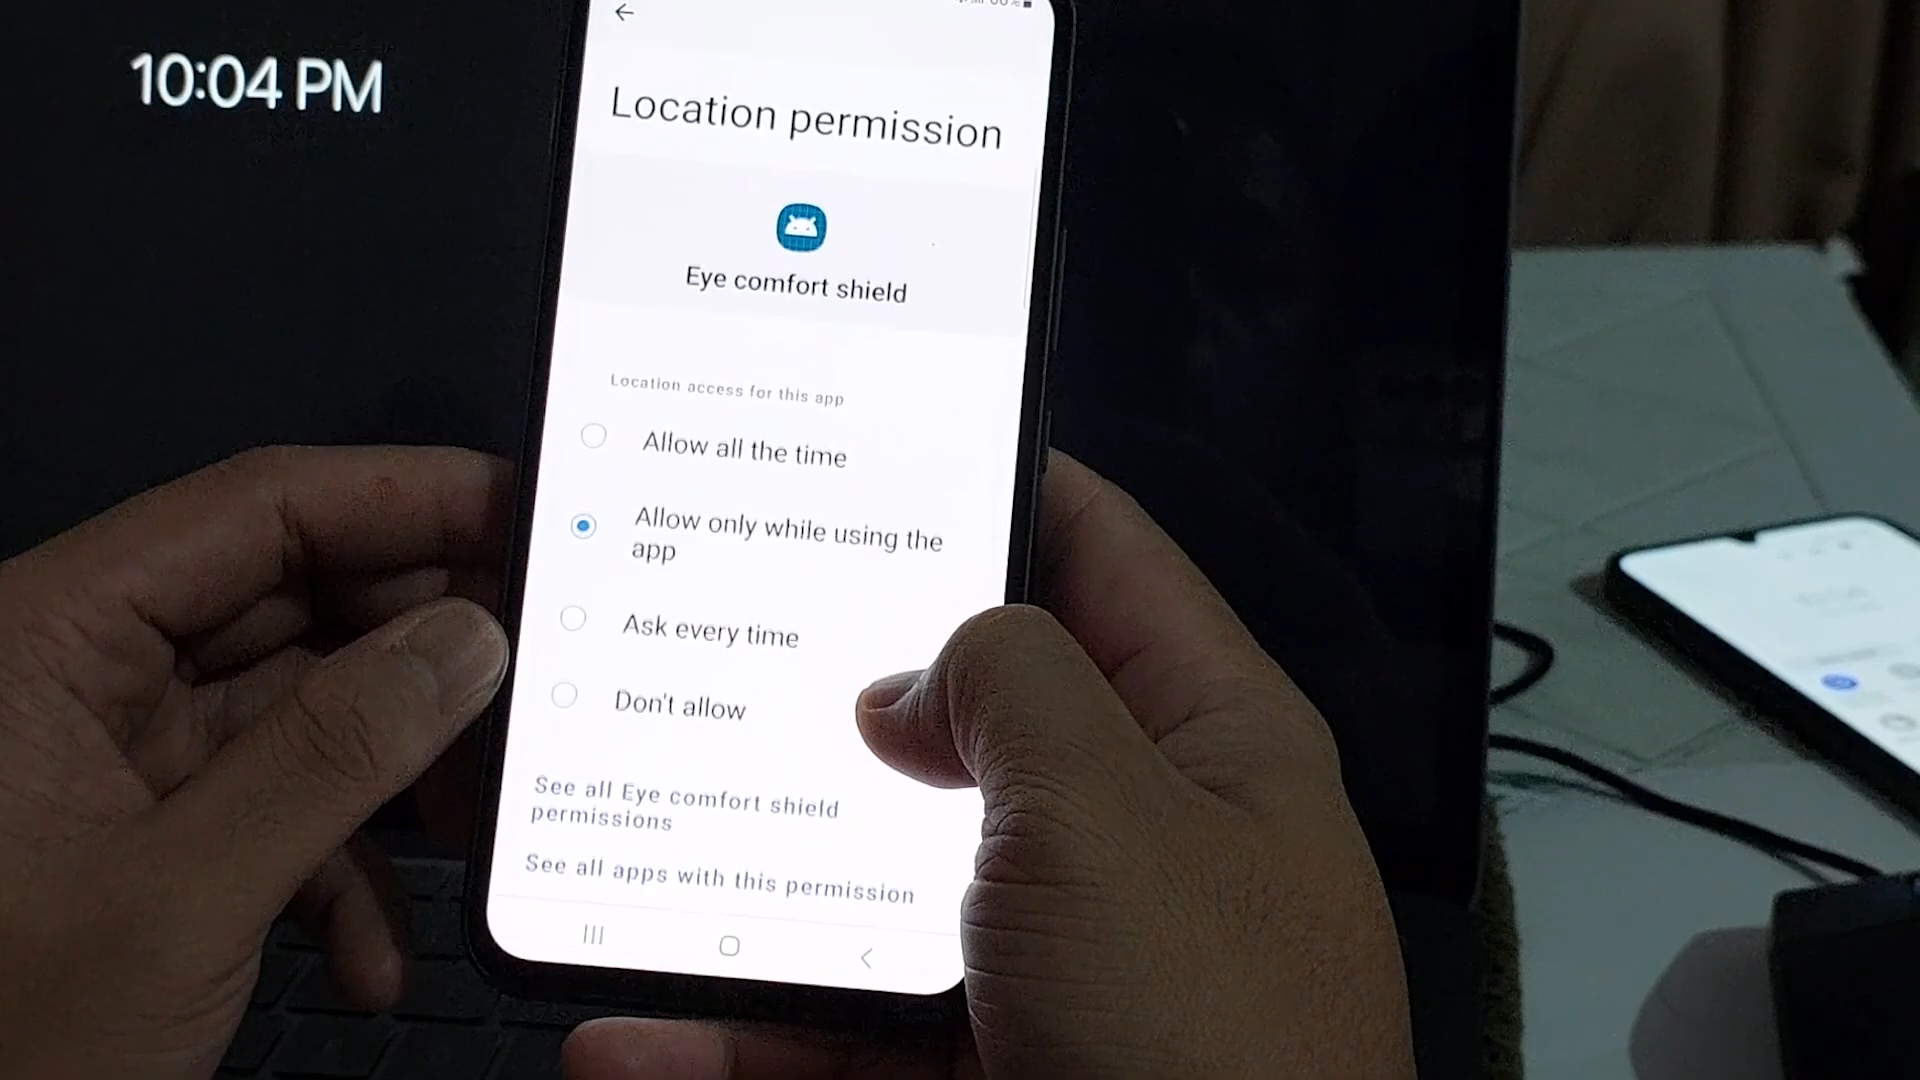 10:04 PM
Location permission
Eye comfort shield
Location access for this app
Allow all the time
Allow only while using the
app
Ask every time
Don't allow
See all Eye comfort shield
permissions
See all apps with this permission